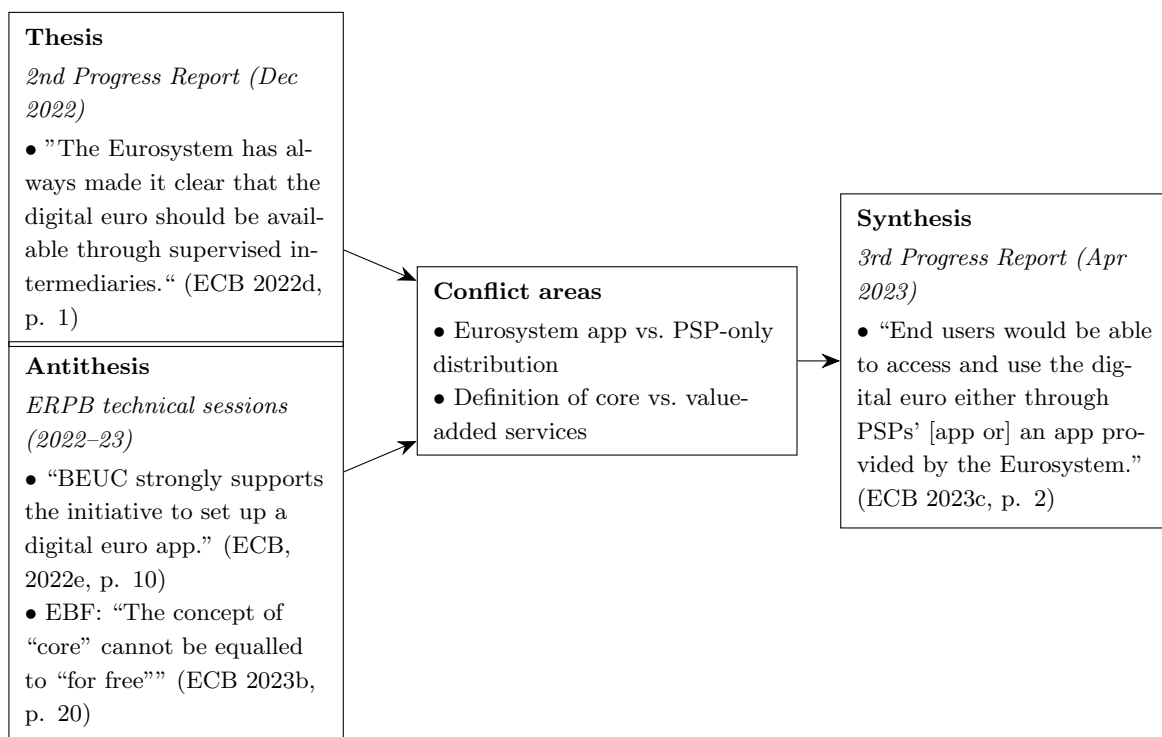 Thesis
2nd Progress Report (Dec
2022)
• ”The Eurosystem has al-
ways made it clear that the
digital euro should be avail-
able through supervised in-
termediaries.“ (ECB 2022d,
p. 1)
Antithesis
ERPB technical sessions
(2022–23)
• “BEUC strongly supports
the initiative to set up a
digital euro app.” (ECB,
2022e, p. 10)
• EBF: “The concept of
“core” cannot be equalled
to “for free”” (ECB 2023b,
p. 20)
Conflict areas
• Eurosystem app vs. PSP-only
distribution
• Definition of core vs. value-
added services
Synthesis
3rd Progress Report (Apr
2023)
• “End users would be able
to access and use the dig-
ital euro either through
PSPs’ [app or] an app pro-
vided by the Eurosystem.”
(ECB 2023c, p. 2)